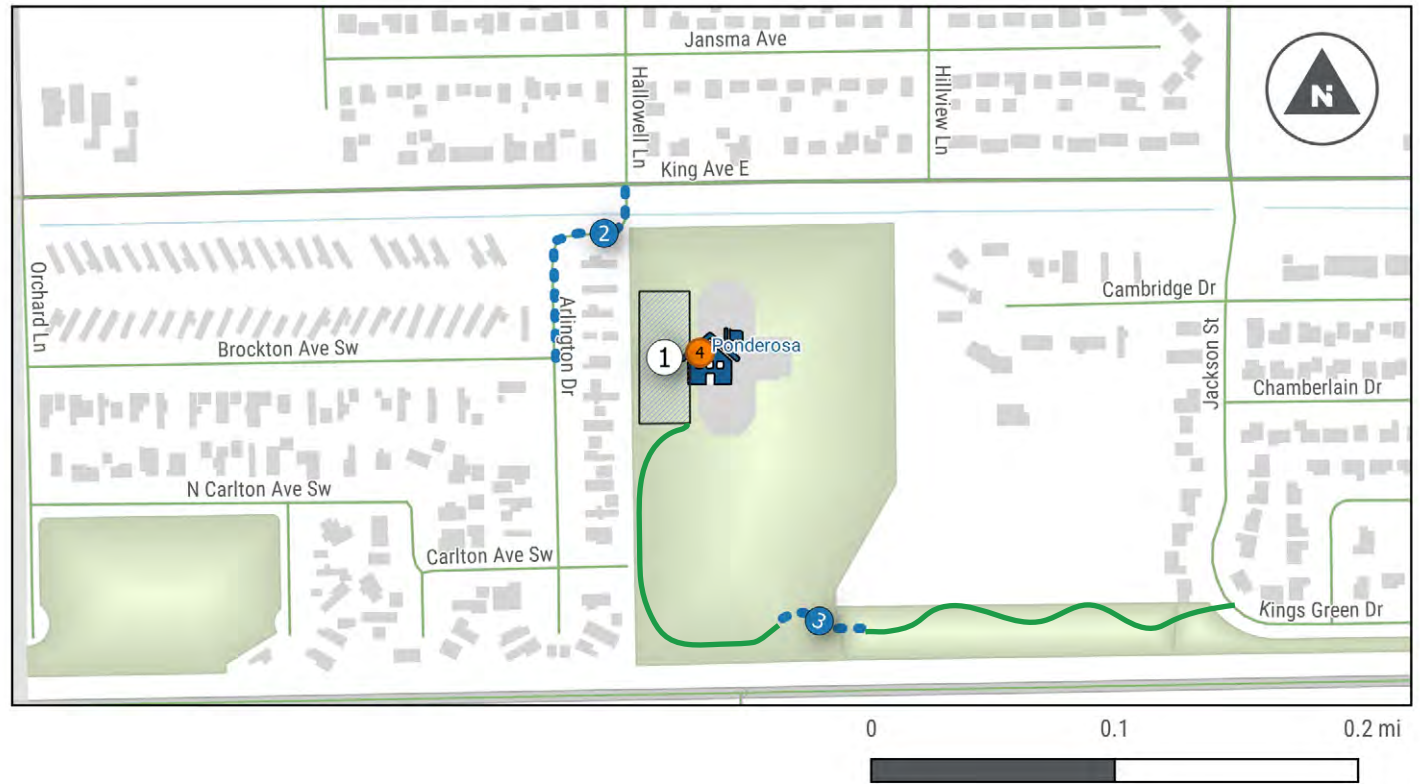 Jansma Ave
Hallowell Ln
Hillview Ln
N
King Ave E
2
Orchard Ln
Cambridge Dr
Arlington Dr
Brockton Ave Sw
1
4
Ponderosa
Jackson St
Chamberlain Dr
N Carlton Ave Sw
Carlton Ave Sw
3
Kings Green Dr
0 0.1 0.2 mi